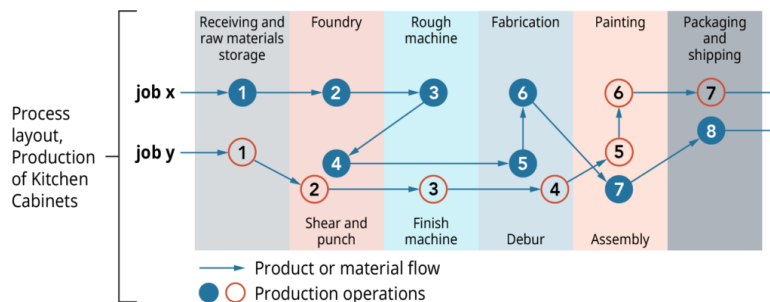 Receiving and
raw materials
storage
Foundry
Rough
machine
Fabrication
Painting
Packaging
and
shipping
job x
1
2
3
6
6
7
Process
layout,
Production
of Kitchen
Cabinets
8
job y
1
4
5
5
2
3
4
7
Shear and
punch
Finish
machine
Debur
Assembly
Product or material flow
Production operations